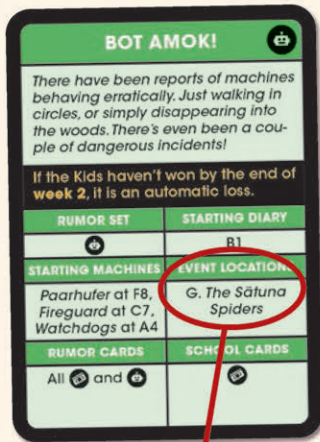 BOT AMOK!
There have been reports of machines
behaving erratically. Just walking in
circles, or simply disappearing into
the woods. There's even been a cou-
ple of dangerous incidents!
If the Kids haven't won by the end of
week 2, it is an automatic loss.
RUMOR SET
STARTING DIARY
B1
STARTING MACHINES
EVENT LOCATION
Paarhufer at F8,
Fireguard at C7,
Watchdogs at A4
G. The Sätuna
Spiders
RUMOR CARDS
SCHOOL CARDS
All and